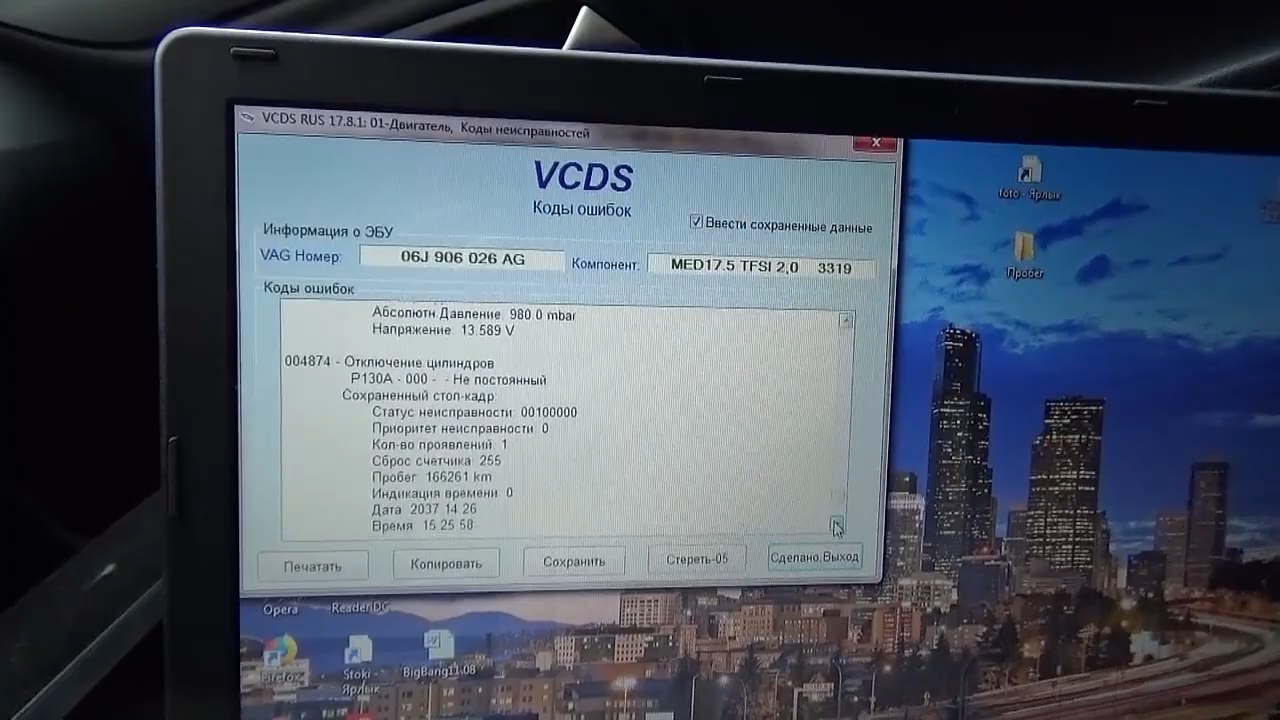 VCDS RUS 17.8.1: 01-Двигатель, Коды неисправностей
x
VCDS
Коды ошибок
Информация о ЭБУ
Ввести сохраненные данные
VAG Номер: 06J 906 026 AG Компонент: MED17.5 TFSI 2,0 3319
Коды ошибок
Абсолютн Давление 980.0 mbar
Напряжение: 13.589 V
004874 - Отключение цилиндров
P130A - 000 - - Не постоянный
Сохраненный стоп-кадр:
Статус неисправности: 00100000
Приоритет неисправности: 0
Кол-во проявлений: 1
Сброс счетчика: 255
Пробег: 166261 km
Индикация времени: 0
Дата: 2037 14 26
Время: 15 25 58
Печатать
Копировать
Сохранить
Стереть-05
Сделано,Выход
foto - Ярлык
Пробег
Opera
Reader DC
Firefox
Stoki - Ярлык
BigBang11.08